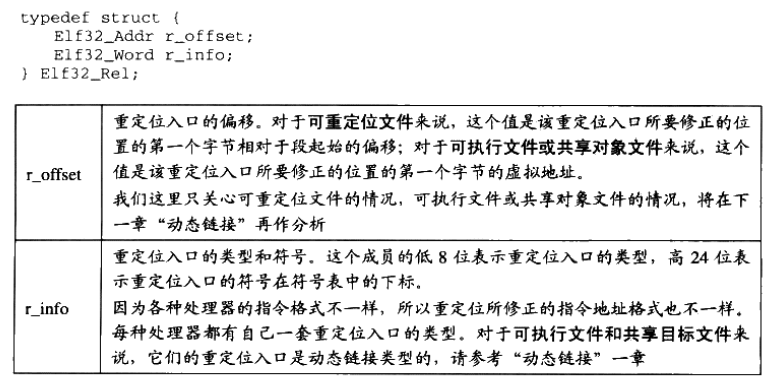 typedef struct {
Elf32_Addr r_offset;
Elf32_Word r_info;
} Elf32_Rel;
重定位入口的偏移。对于可重定位文件来说，这个值是该重定位入口所要修正的位
置的第一个字节相对于段起始的偏移；对于可执行文件或共享对象文件来说，这个
r_offset
值是该重定位入口所要修正的位置的第一个字节的虚拟地址。
我们这里只关心可重定位文件的情况，可执行文件或共享对象文件的情况，将在下
一章“动态链接”再作分析
重定位入口的类型和符号。这个成员的低 8 位表示重定位入口的类型，高 24 位表
示重定位入口的符号在符号表中的下标。
r_info
因为各种处理器的指令格式不一样，所以重定位所修正的指令地址格式也不一样。
每种处理器都有自己一套重定位入口的类型。对于可执行文件和共享目标文件来
说，它们的重定位入口是动态链接类型的，请参考“动态链接”一章